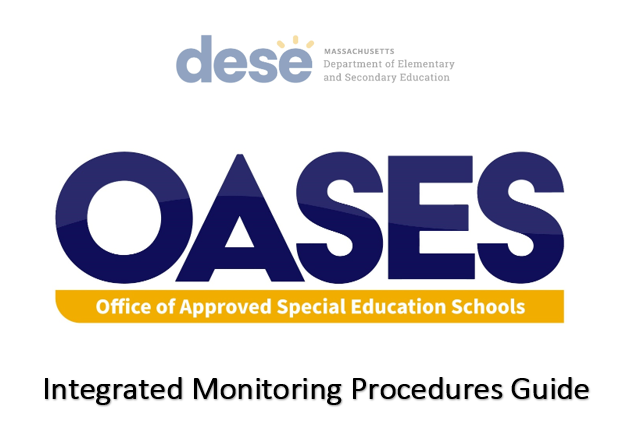 dese
MASSACHUSETTS
Department of Elementary
and Secondary Education
OASES
Office of Approved Special Education Schools
Integrated Monitoring Procedures Guide